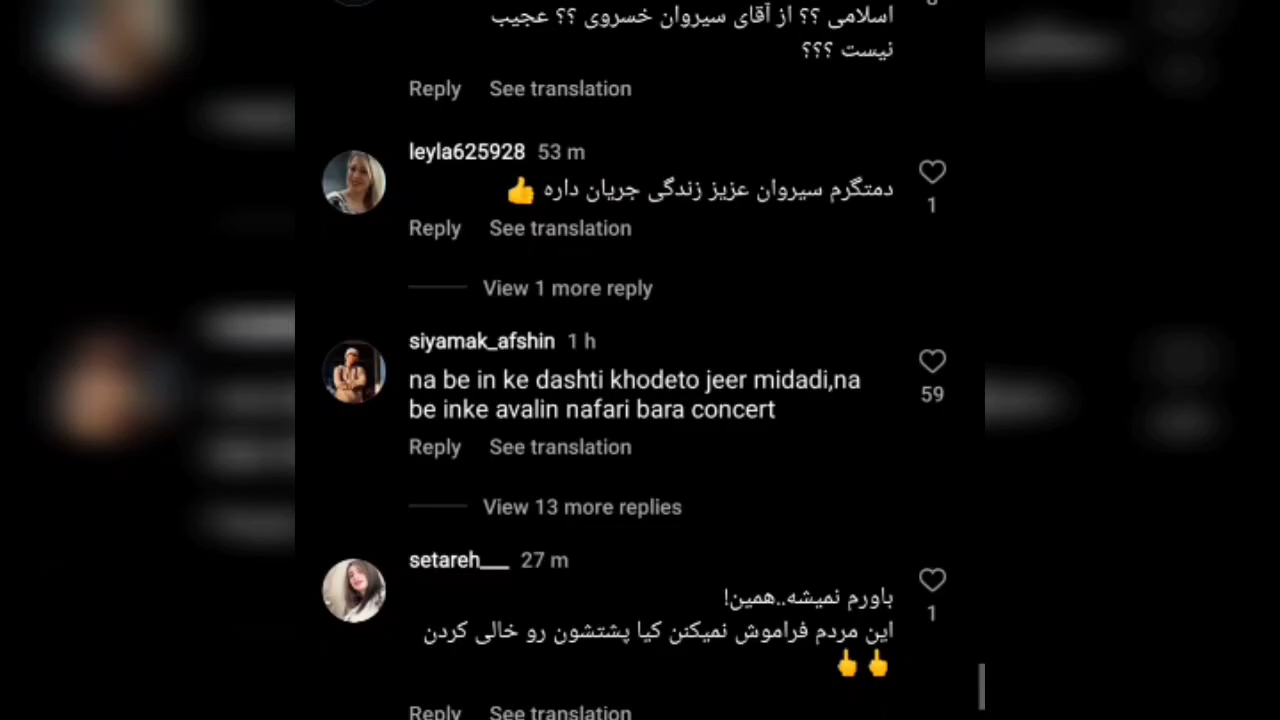 اسلامی ؟؟ از آقای سیروان خسروی ؟؟ عجیب
نیست ؟؟؟
Reply See translation
leyla625928 53 m
دمتگرم سیروان عزیز زندگی جریان داره 👍
1
Reply See translation
View 1 more reply
siyamak_afshin 1 h
na be in ke dashti khodeto jeer midadi,na
be inke avalin nafari bara concert
59
Reply See translation
View 13 more replies
setareh___ 27 m
باورم نمیشه..همین!
1
این مردم فراموش نمیکنن کیا پشتشون رو خالی کردن
👆👆
Reply See translation